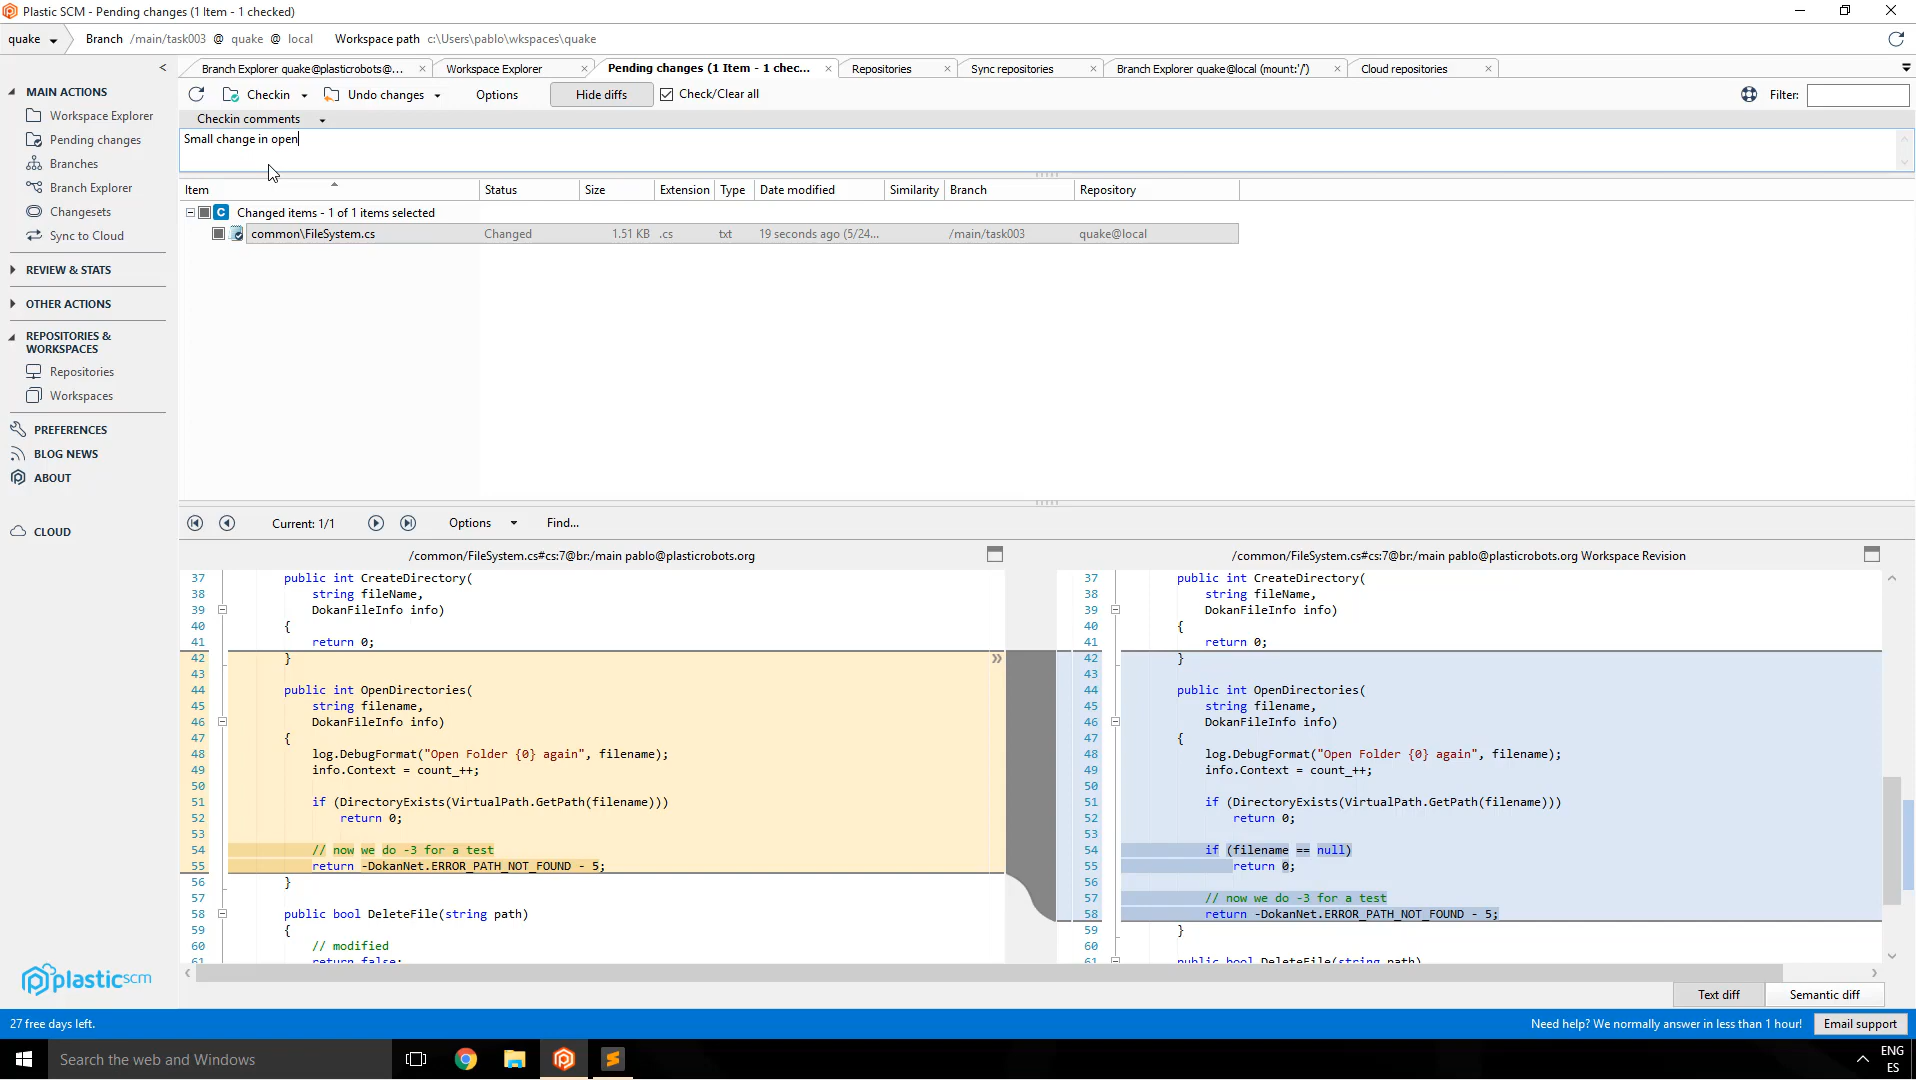 Plastic SCM - Pending changes (1 Item - 1 checked)
quake Branch /main/task003 @ quake @ local Workspace path c:\Users\pablo\wkspaces\quake
Branch Explorer quake@plasticrobots@... Workspace Explorer Pending changes (1 Item - 1 chec... Repositories Sync repositories Branch Explorer quake@local (mount:'/') Cloud repositories
MAIN ACTIONS
Workspace Explorer
Pending changes
Branches
Branch Explorer
Changesets
Sync to Cloud
REVIEW & STATS
OTHER ACTIONS
REPOSITORIES &
WORKSPACES
Repositories
Workspaces
PREFERENCES
BLOG NEWS
ABOUT
CLOUD
plasticscm
Checkin Undo changes Options Hide diffs Check/Clear all Filter:
Checkin comments
Small change in open
Item Status Size Extension Type Date modified Similarity Branch Repository
C Changed items - 1 of 1 items selected
common\FileSystem.cs Changed 1.51 KB .cs txt 19 seconds ago (5/24... /main/task003 quake@local
Current: 1/1 Options Find...
/common/FileSystem.cs#cs:7@br:/main pablo@plasticrobots.org
37 public int CreateDirectory(
38 string fileName,
39 DokanFileInfo info)
40 {
41 return 0;
42 }
43
44 public int OpenDirectories(
45 string filename,
46 DokanFileInfo info)
47 {
48 log.DebugFormat("Open Folder {0} again", filename);
49 info.Context = count_++;
50
51 if (DirectoryExists(VirtualPath.GetPath(filename)))
52 return 0;
53
54 // now we do -3 for a test
55 return -DokanNet.ERROR_PATH_NOT_FOUND - 5;
56 }
57
58 public bool DeleteFile(string path)
59 {
60 // modified
61 return false;
/common/FileSystem.cs#cs:7@br:/main pablo@plasticrobots.org Workspace Revision
37 public int CreateDirectory(
38 string fileName,
39 DokanFileInfo info)
40 {
41 return 0;
42 }
43
44 public int OpenDirectories(
45 string filename,
46 DokanFileInfo info)
47 {
48 log.DebugFormat("Open Folder {0} again", filename);
49 info.Context = count_++;
50
51 if (DirectoryExists(VirtualPath.GetPath(filename)))
52 return 0;
53
54 if (filename == null)
55 return 0;
56
57 // now we do -3 for a test
58 return -DokanNet.ERROR_PATH_NOT_FOUND - 5;
59 }
60
61 public bool DeleteFile(string path)
Text diff Semantic diff
27 free days left. Need help? We normally answer in less than 1 hour! Email support
Search the web and Windows
ENG
ES